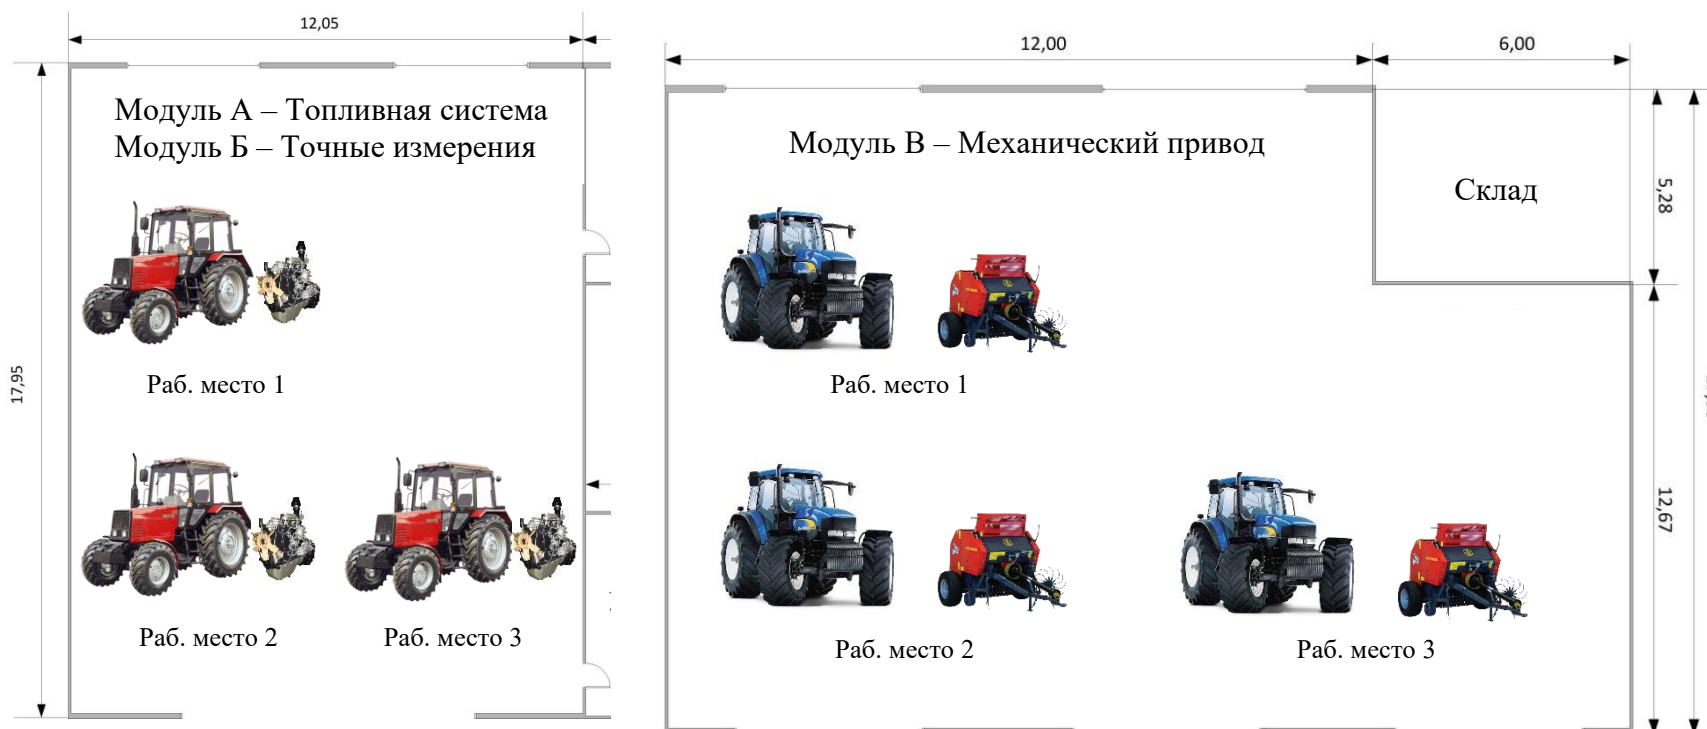 12,05
Модуль А – Топливная система
Модуль Б – Точные измерения
17,95
Раб. место 1
Раб. место 2
Раб. место 3
12,00
6,00
Модуль В – Механический привод
Склад
5,28
Раб. место 1
12,67
Раб. место 2
Раб. место 3